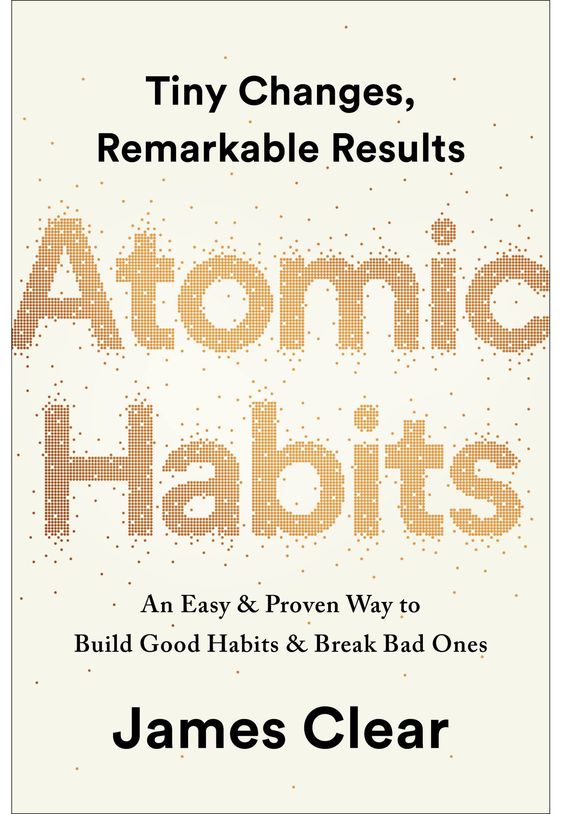 Tiny Changes,
Remarkable Results
Atomic
Habits
An Easy & Proven Way to
Build Good Habits & Break Bad Ones
James Clear